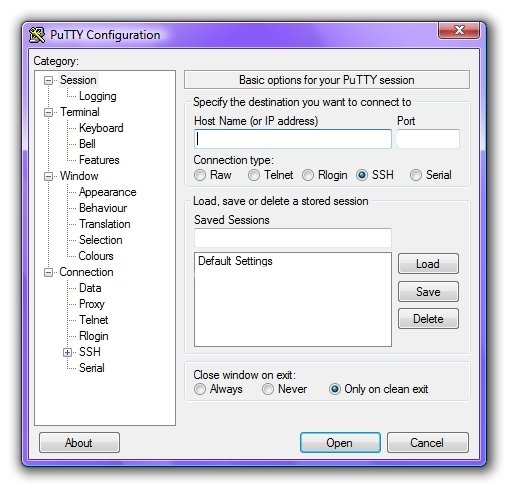 PuTTY Configuration
Category:
Session
Logging
Terminal
Keyboard
Bell
Features
Window
Appearance
Behaviour
Translation
Selection
Colours
Connection
Data
Proxy
Telnet
Rlogin
SSH
Serial
Basic options for your PuTTY session
Specify the destination you want to connect to
Host Name (or IP address) Port
Connection type:
Raw Telnet Rlogin SSH Serial
Load, save or delete a stored session
Saved Sessions
Default Settings
Load
Save
Delete
Close window on exit:
Always Never Only on clean exit
About Open Cancel